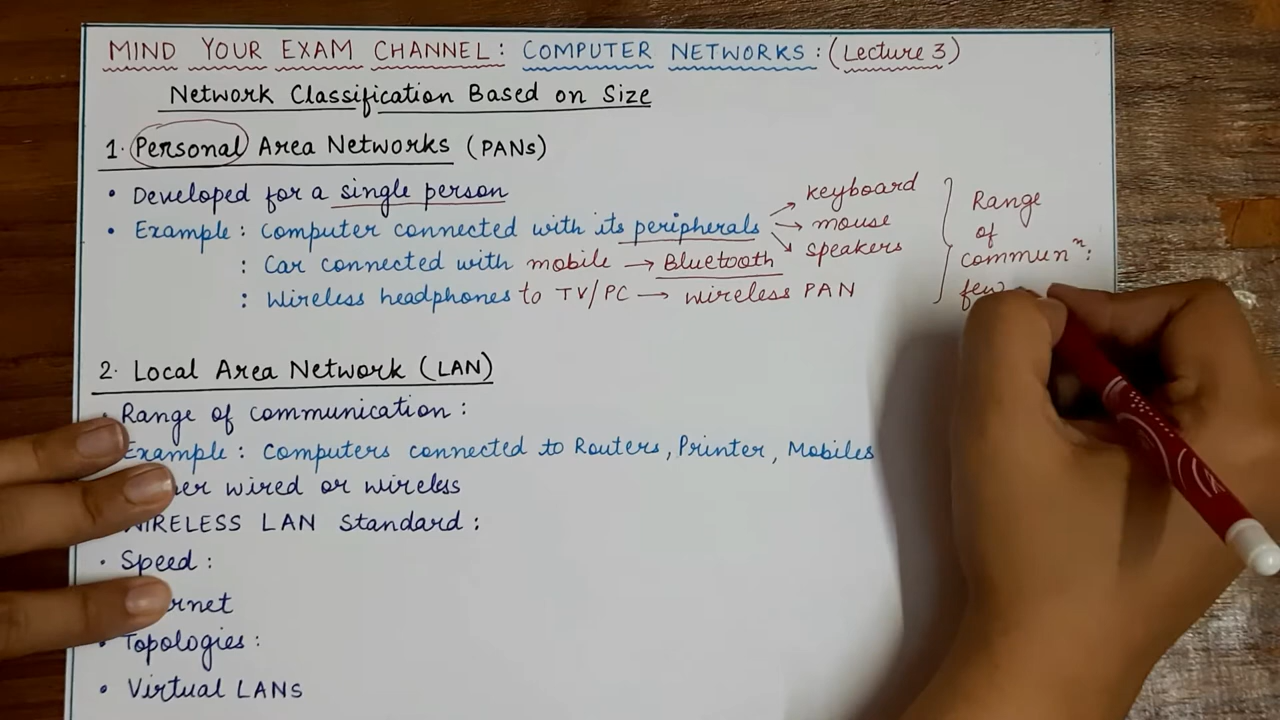 MIND YOUR EXAM CHANNEL: COMPUTER NETWORKS: (Lecture 3)
Network Classification Based on Size
1. Personal Area Networks (PANs)
• Developed for a single person
• Example: Computer connected with its peripherals → keyboard
→ mouse
→ speakers
: Car connected with mobile → Bluetooth
: Wireless headphones to TV/PC → wireless PAN
Range
of
communⁿ:
few
2. Local Area Network (LAN)
• Range of communication:
Example: Computers connected to Routers, Printer, Mobiles
wired or wireless
WIRELESS LAN Standard:
• Speed:
• Topologies:
• Virtual LANs